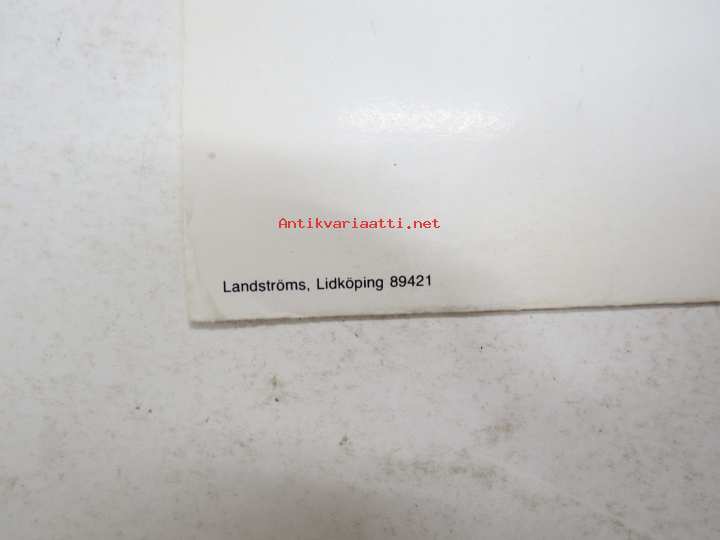 Antikvariaatti.net
Landströms, Lidköping 89421